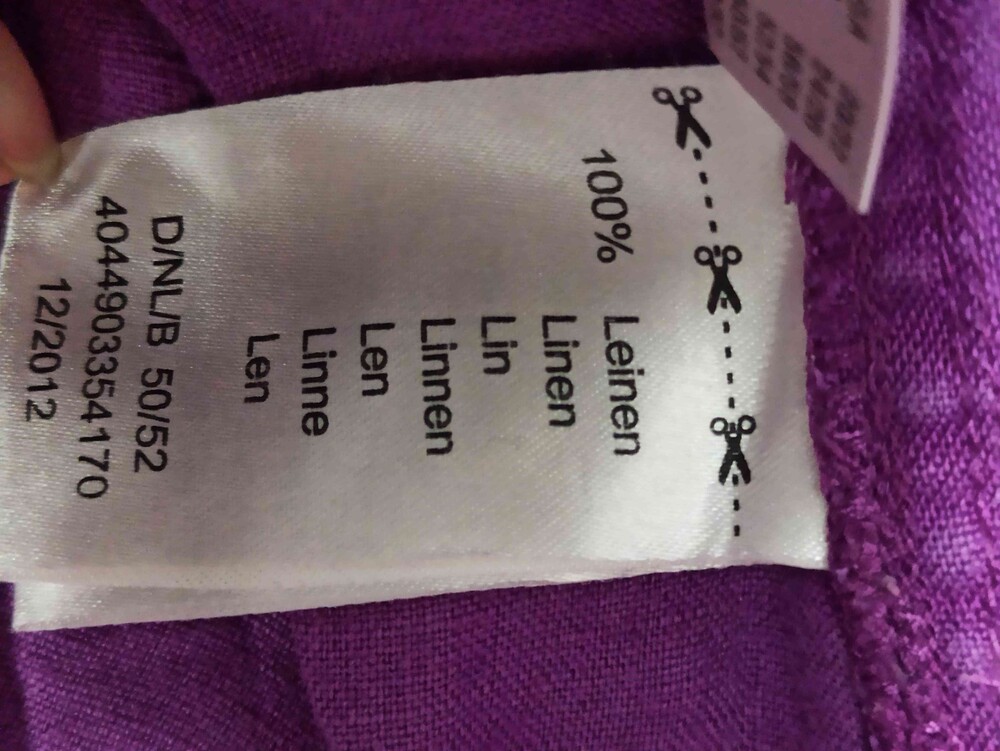 100% Leinen
Linen
Lin
Linnen
Len
Linne
Len
D/NL/B 50/52
4044903354170
12/2012